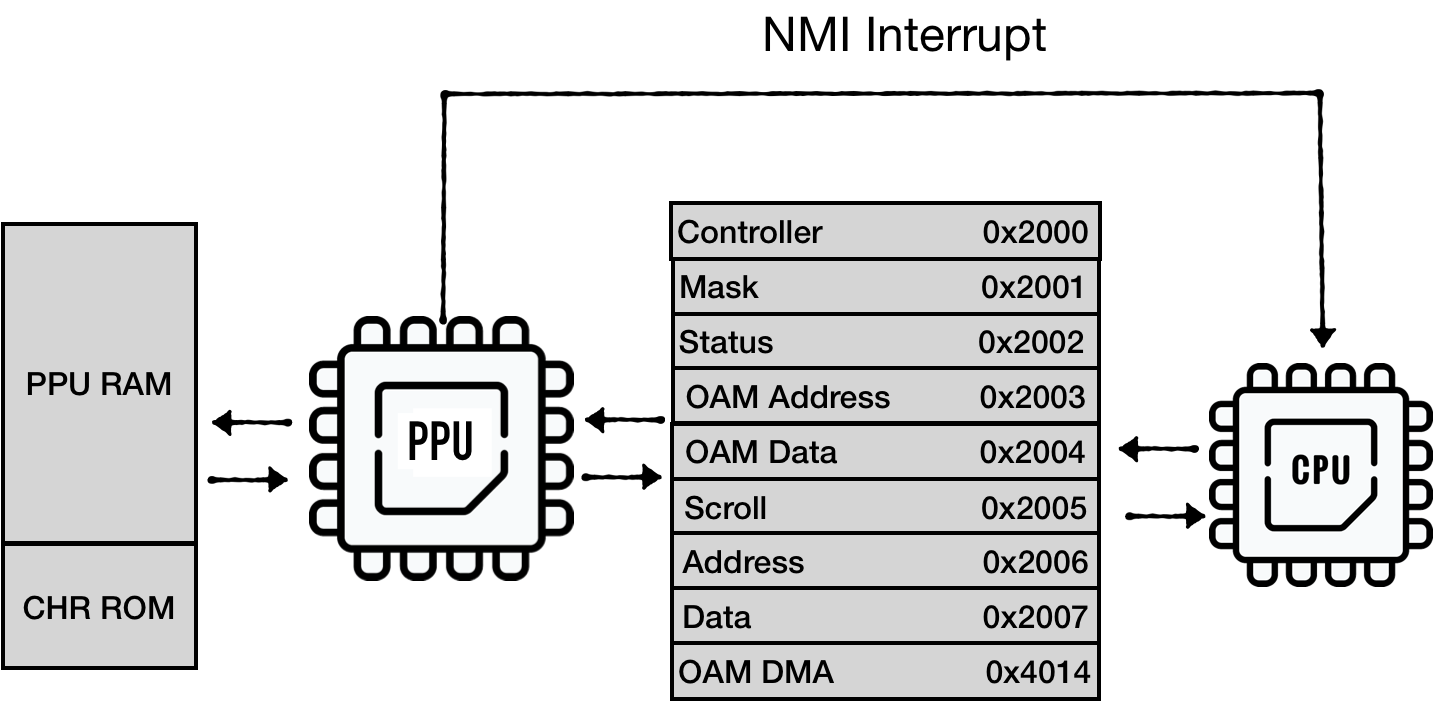 NMI Interrupt
PPU RAM
CHR ROM
PPU
Controller 0x2000
Mask 0x2001
Status 0x2002
OAM Address 0x2003
OAM Data 0x2004
Scroll 0x2005
Address 0x2006
Data 0x2007
OAM DMA 0x4014
CPU